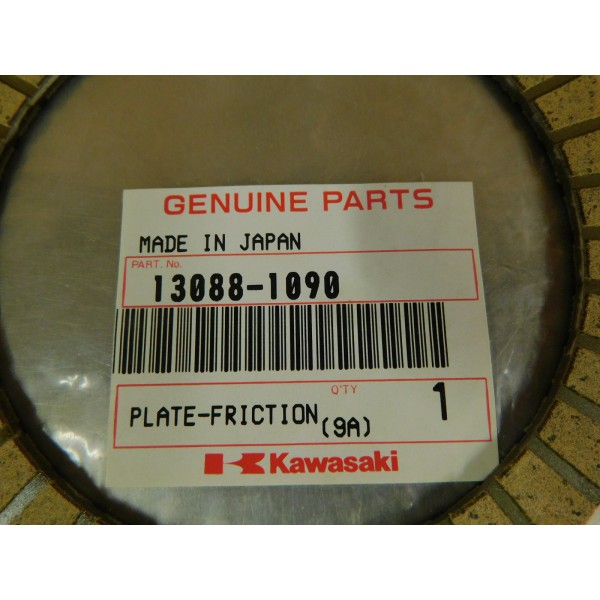 GENUINE PARTS
MADE IN JAPAN
PART. No.
13088-1090
Q'TY
PLATE-FRICTION (9A) 1
Kawasaki